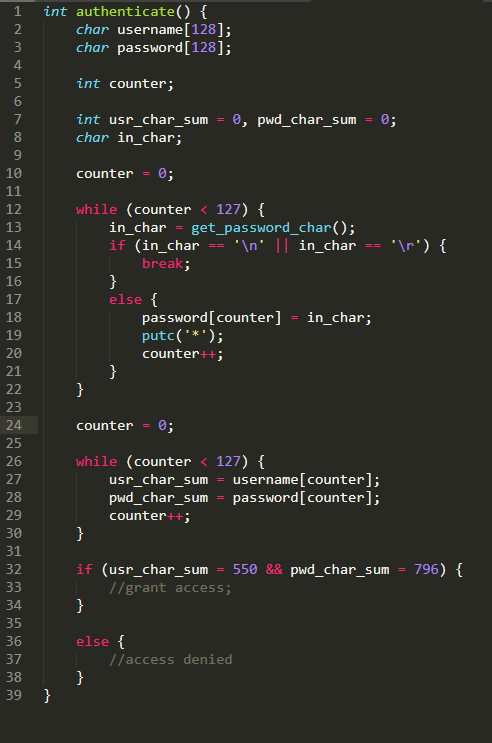 1 int authenticate() {
2 char username[128];
3 char password[128];
4
5 int counter;
6
7 int usr_char_sum = 0, pwd_char_sum = 0;
8 char in_char;
9
10 counter = 0;
11
12 while (counter < 127) {
13 in_char = get_password_char();
14 if (in_char == '\n' || in_char == '\r') {
15 break;
16 }
17 else {
18 password[counter] = in_char;
19 putc('*');
20 counter++;
21 }
22 }
23
24 counter = 0;
25
26 while (counter < 127) {
27 usr_char_sum = username[counter];
28 pwd_char_sum = password[counter];
29 counter++;
30 }
31
32 if (usr_char_sum = 550 && pwd_char_sum = 796) {
33 //grant access;
34 }
35
36 else {
37 //access denied
38 }
39 }